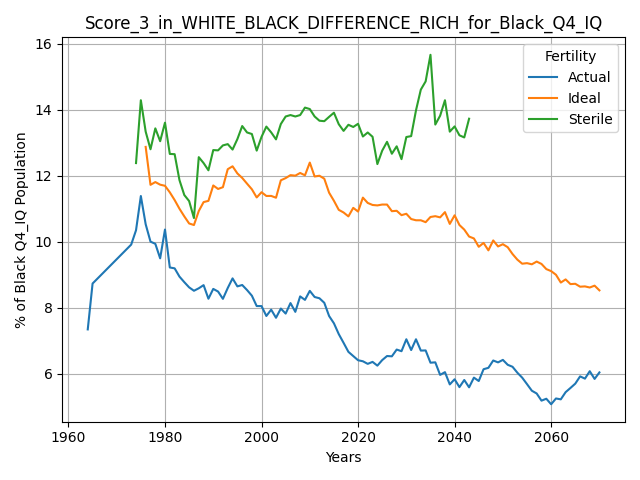 Score_3_in_WHITE_BLACK_DIFFERENCE_RICH_for_Black_Q4_IQ
16
14
12
10
8
6
% of Black Q4_IQ Population
Fertility
Actual
Ideal
Sterile
1960
1980
2000
2020
2040
2060
Years